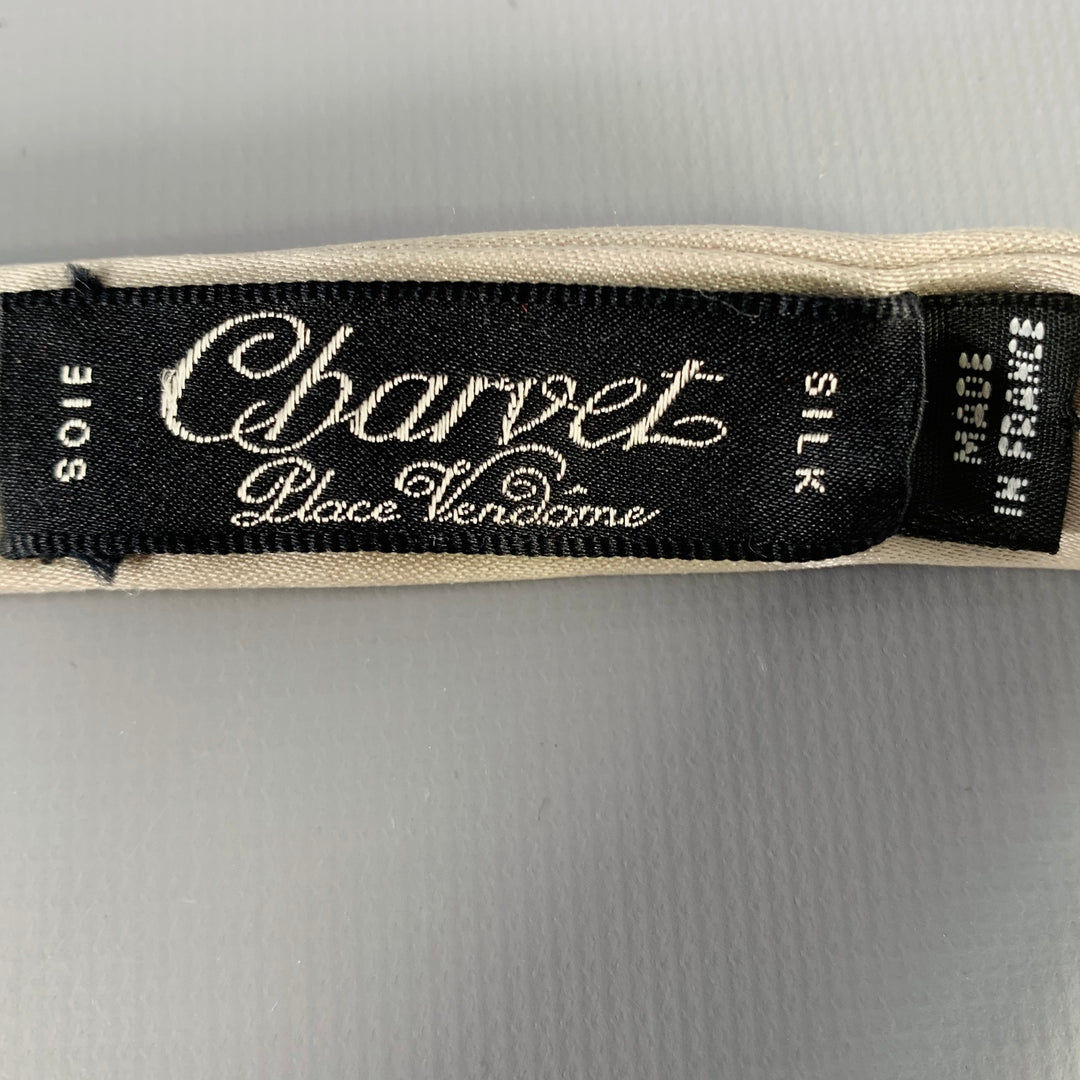 SOIE
Charvet
Place Vendôme
SILK
MADE
IN FRANCE